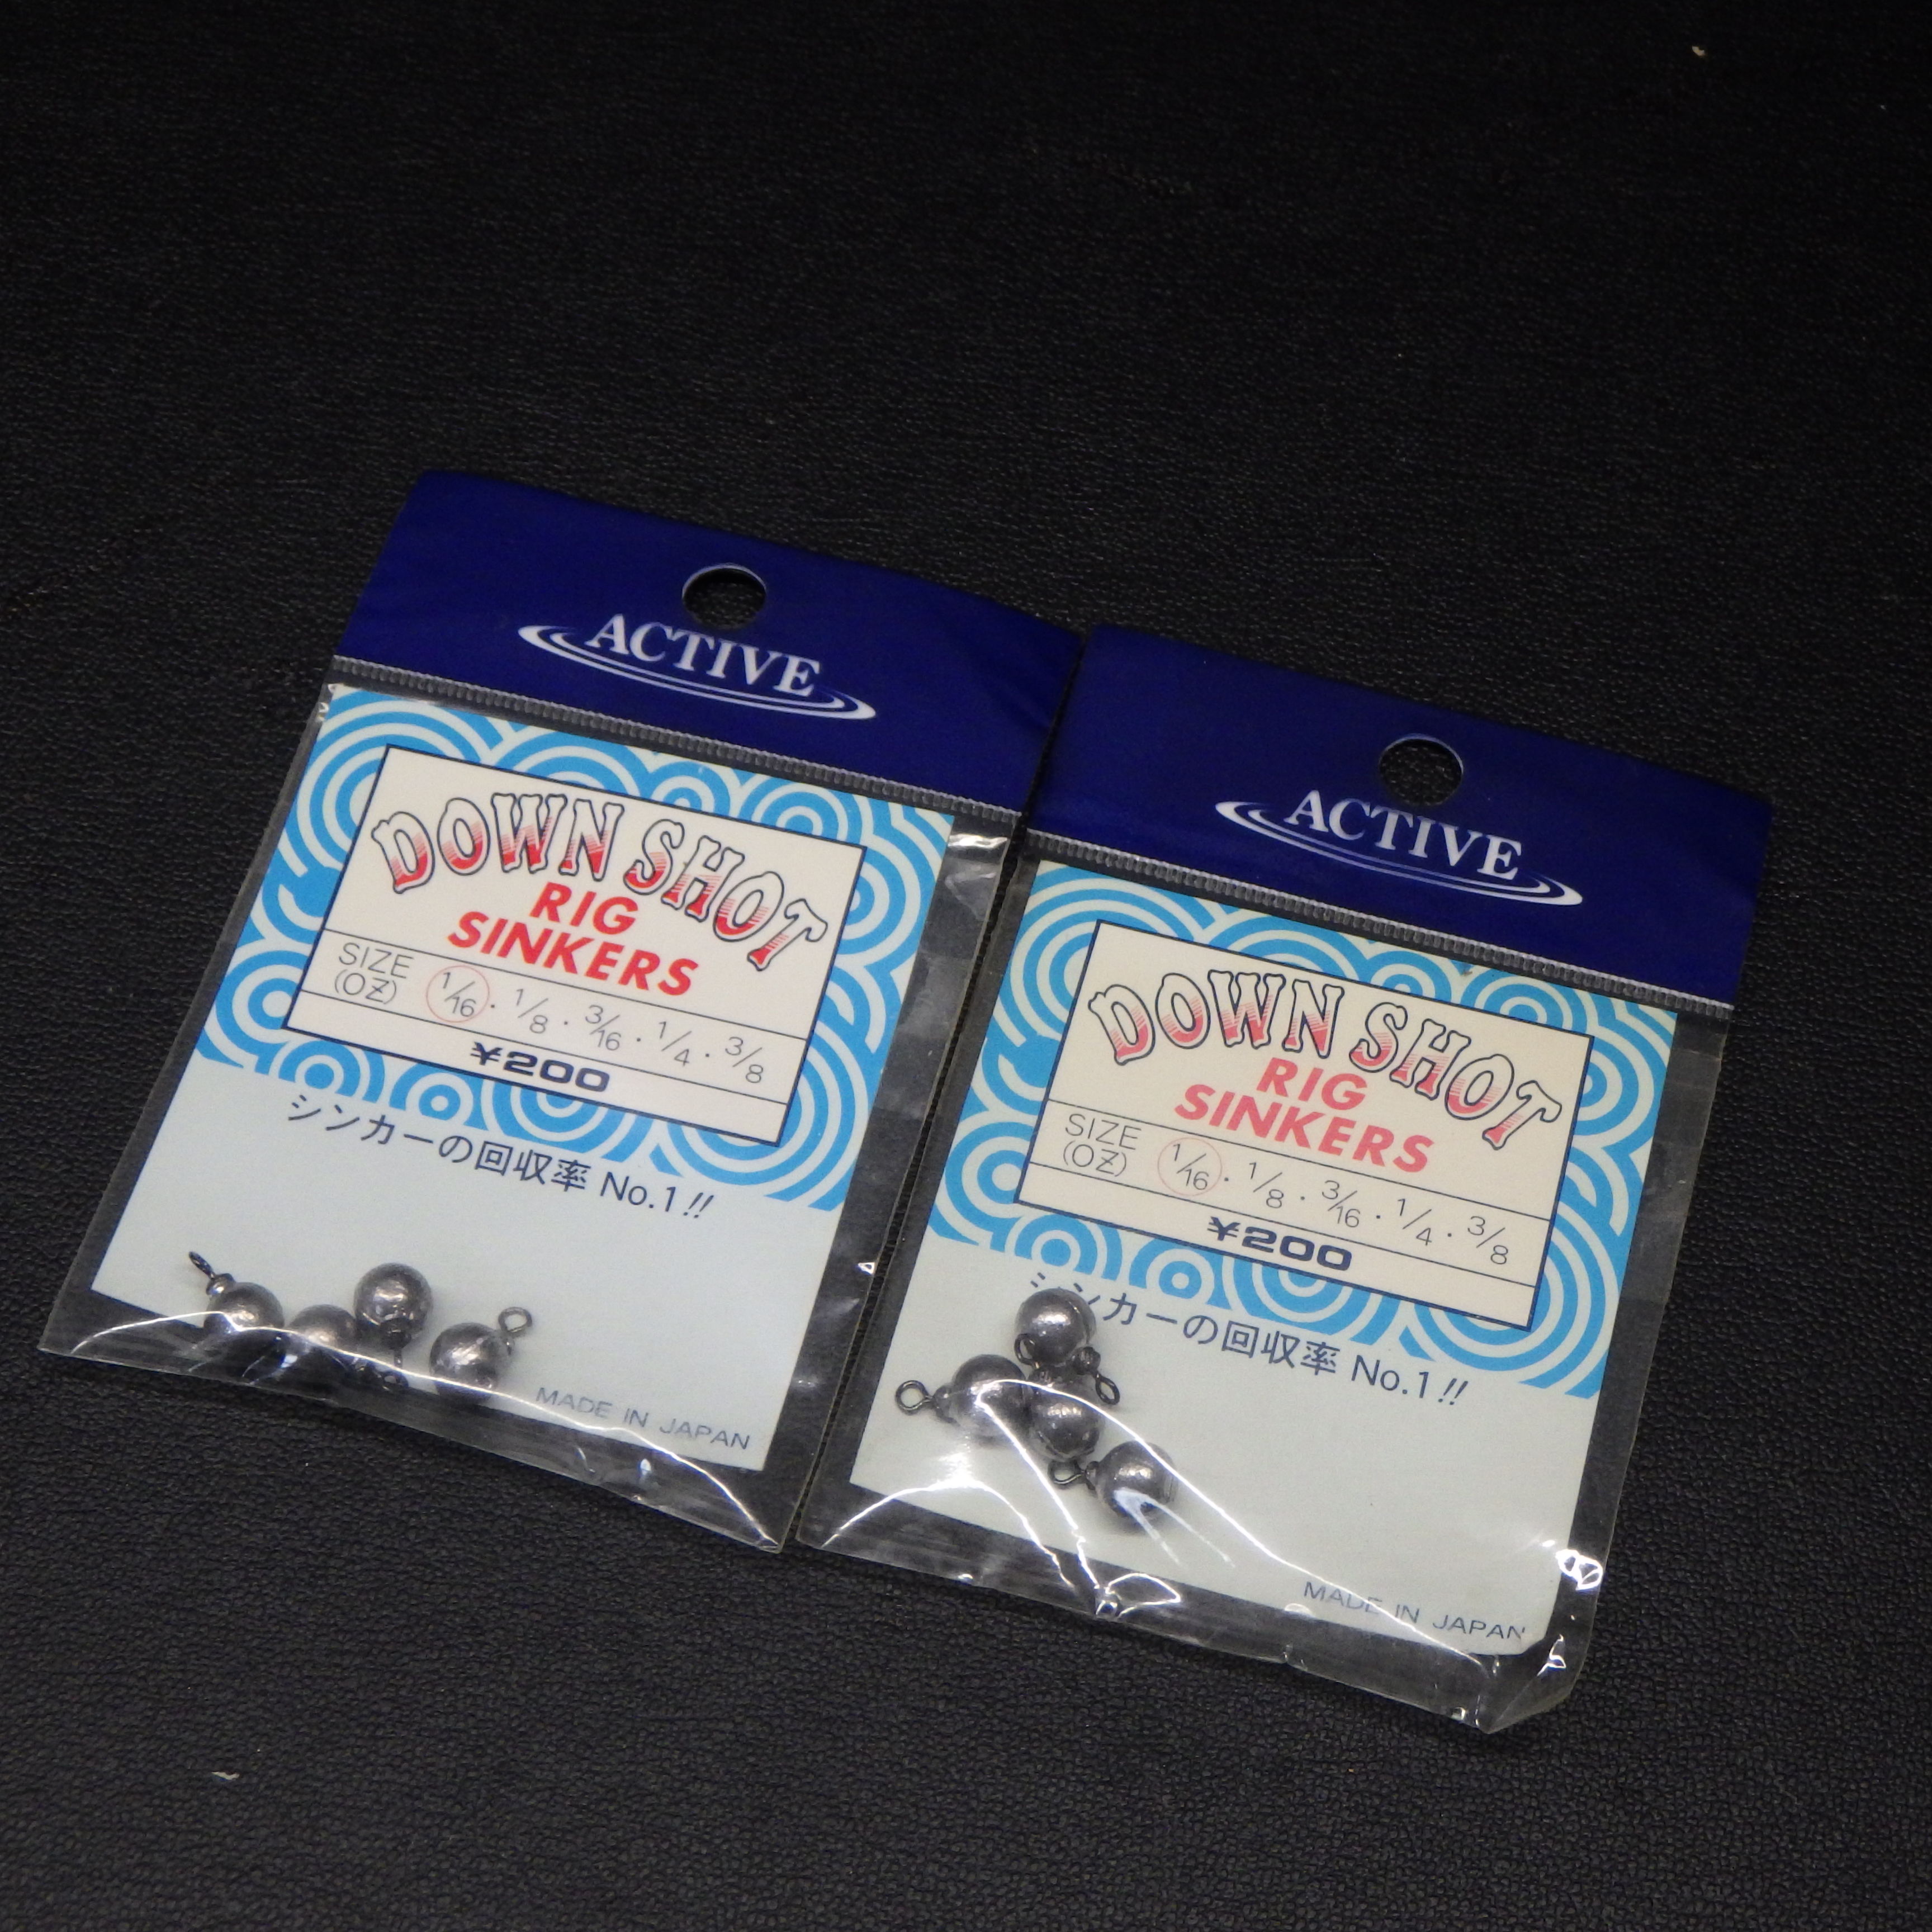 ACTIVE
DOWN SHOT
RIG
SINKERS
SIZE
(OZ)
1/16 · 1/8 · 3/16 · 1/4 · 3/8
¥200
シンカーの回収率 No.1!!
MADE IN JAPAN
ACTIVE
DOWN SHOT
RIG
SINKERS
SIZE
(OZ)
1/16 · 1/8 · 3/16 · 1/4 · 3/8
¥200
シンカーの回収率 No.1!!
MADE IN JAPAN